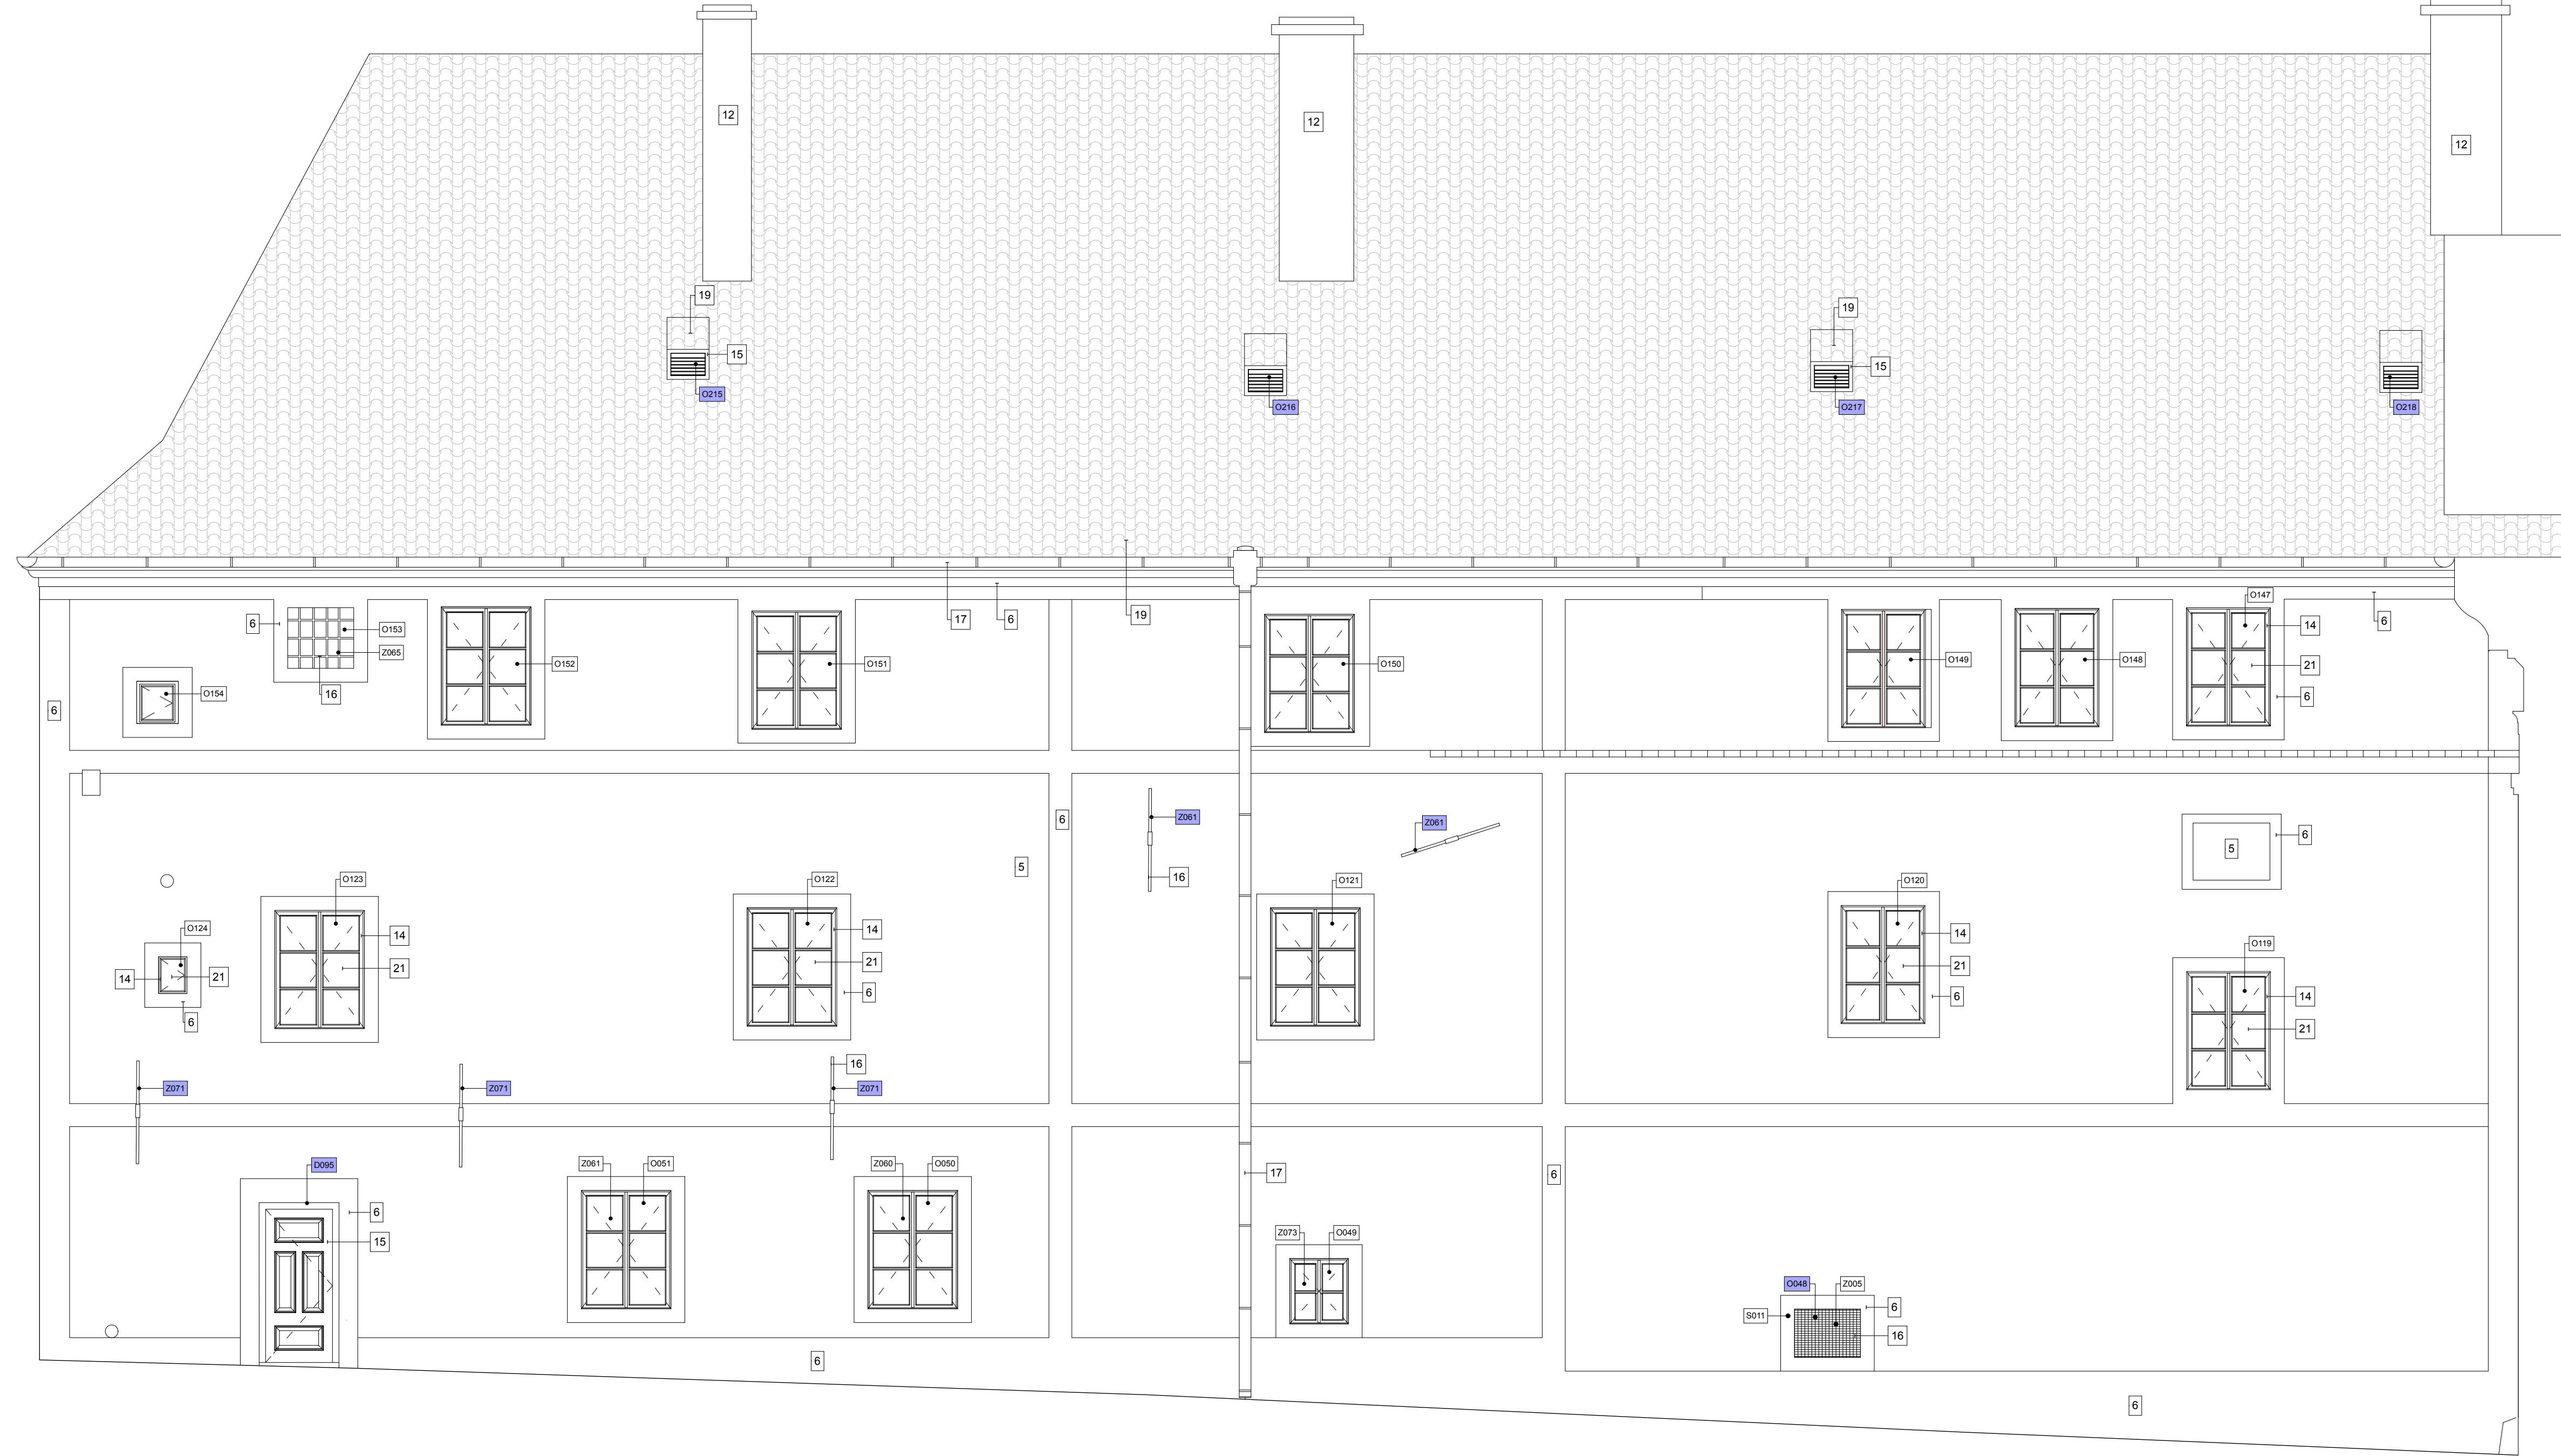 12
12
12
19
19
15
15
O215
O216
O217
O218
17
6
19
O147
6
O153
14
6
Z065
O154
16
O152
O151
O150
O149
O148
21
6
6
Z061
6
Z061
6
5
5
16
O123
O122
O121
O120
O124
14
14
14
O119
14
21
21
21
21
6
6
14
6
21
16
Z071
Z071
Z071
D095
Z061
O051
Z060
O050
17
6
6
15
Z073
O049
O048
Z005
S011
6
16
6
6